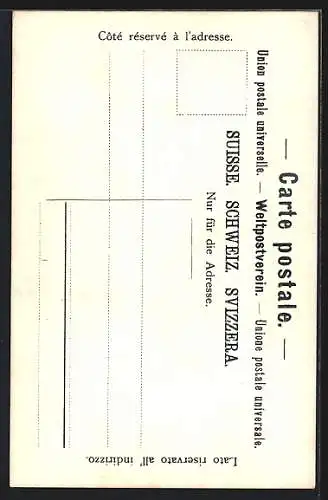 — Carte postale. —
Union postale universelle. — Weltpostverein. — Unione postale universale.
SUISSE. SCHWEIZ. SVIZZERA.
Nur für die Adresse.
Côté réservé à l'adresse.
Lato riservato all' indirizzo.